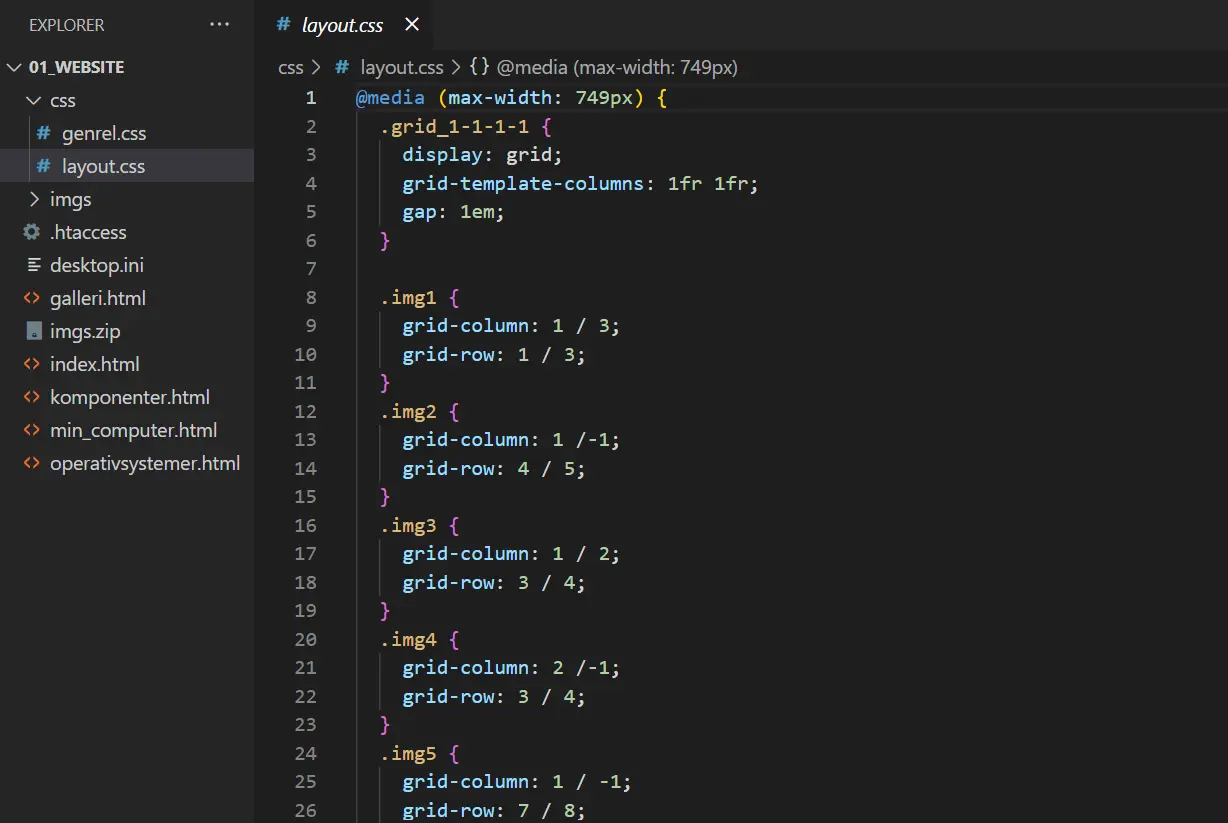 EXPLORER
01_WEBSITE
css
genrel.css
layout.css
imgs
.htaccess
desktop.ini
galleri.html
imgs.zip
index.html
komponenter.html
min_computer.html
operativsystemer.html
# layout.css
css > # layout.css > {} @media (max-width: 749px)
1 @media (max-width: 749px) {
2 .grid_1-1-1-1 {
3 display: grid;
4 grid-template-columns: 1fr 1fr;
5 gap: 1em;
6 }
7
8 .img1 {
9 grid-column: 1 / 3;
10 grid-row: 1 / 3;
11 }
12 .img2 {
13 grid-column: 1 /-1;
14 grid-row: 4 / 5;
15 }
16 .img3 {
17 grid-column: 1 / 2;
18 grid-row: 3 / 4;
19 }
20 .img4 {
21 grid-column: 2 /-1;
22 grid-row: 3 / 4;
23 }
24 .img5 {
25 grid-column: 1 / -1;
26 grid-row: 7 / 8;